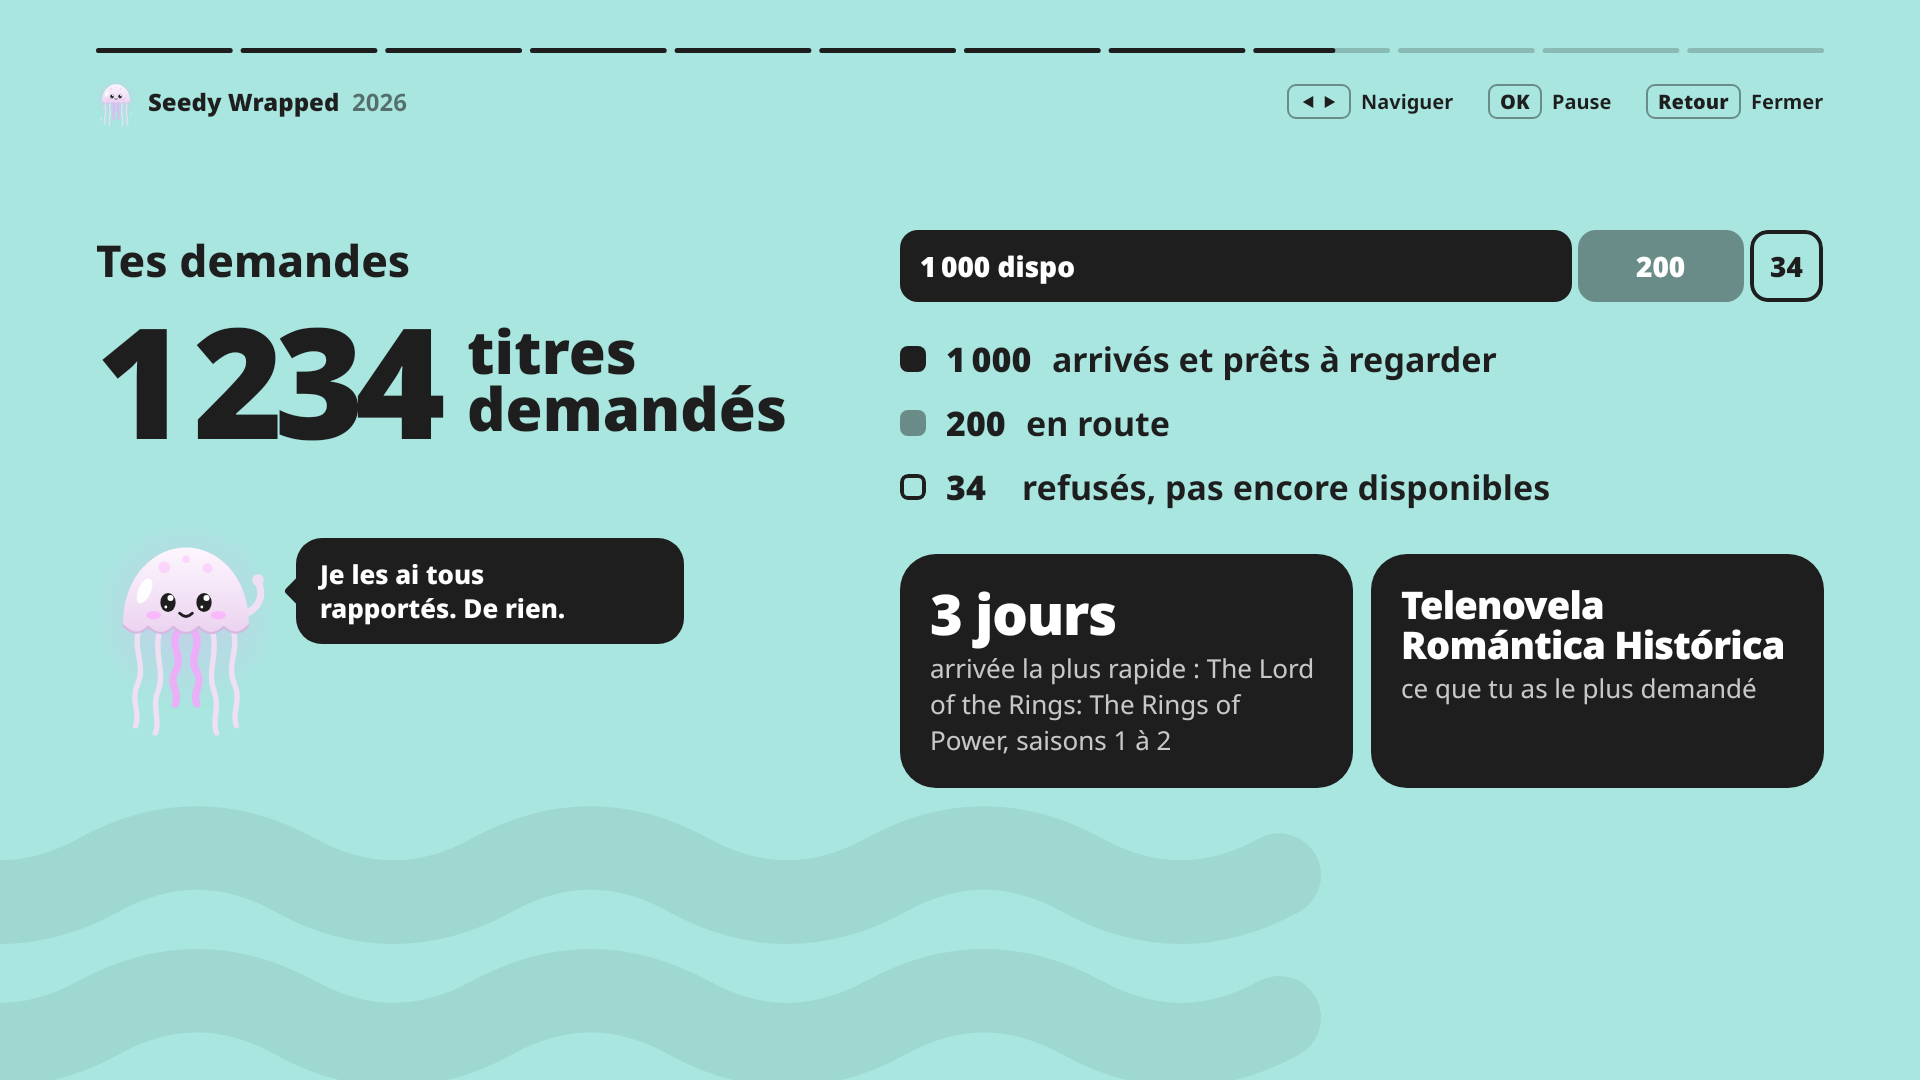 Seedy Wrapped 2026
◀ ▶ Naviguer OK Pause Retour Fermer
Tes demandes
1 234 titres
demandés
Je les ai tous
rapportés. De rien.
1 000 dispo 200 34
1 000 arrivés et prêts à regarder
200 en route
34 refusés, pas encore disponibles
3 jours
arrivée la plus rapide : The Lord
of the Rings: The Rings of
Power, saisons 1 à 2
Telenovela
Romántica Histórica
ce que tu as le plus demandé